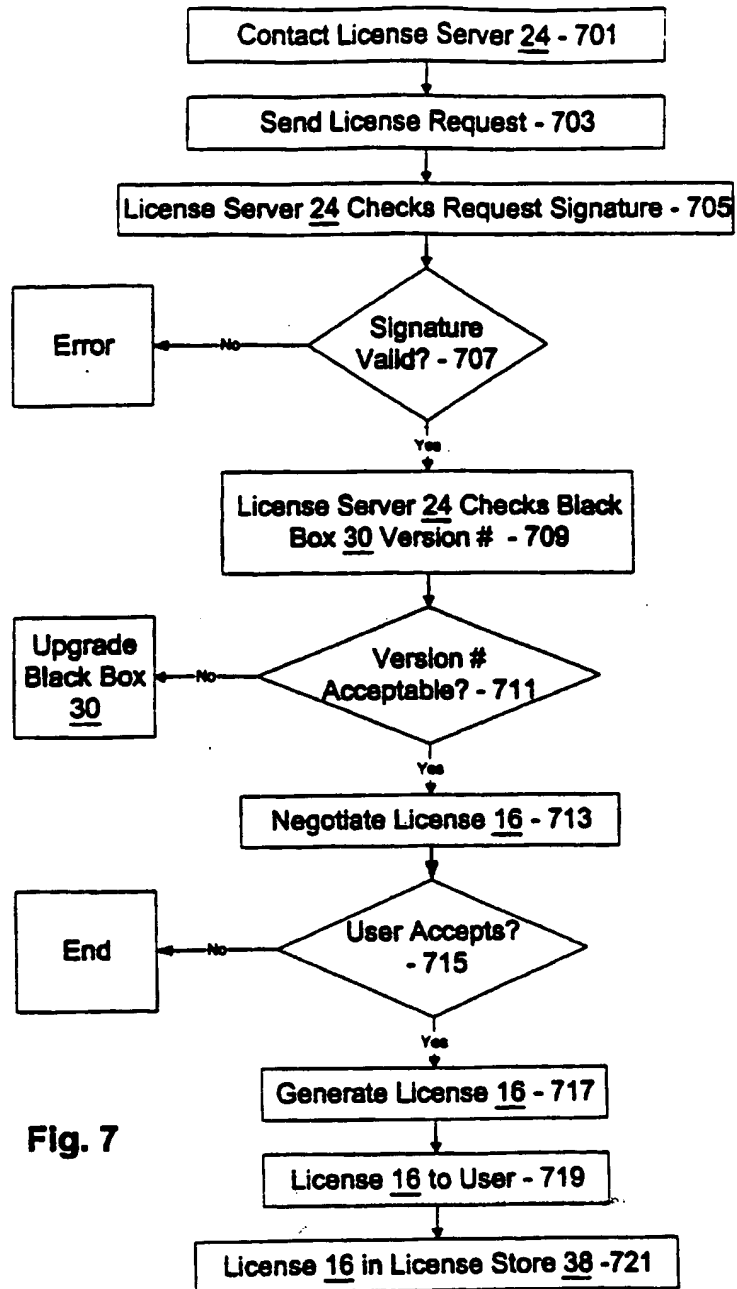 Contact License Server 24 - 701
Send License Request - 703
License Server 24 Checks Request Signature - 705
Signature
Valid? - 707
No
Error
Yes
License Server 24 Checks Black
Box 30 Version # - 709
Version #
Acceptable? - 711
No
Upgrade
Black Box
30
Yes
Negotiate License 16 - 713
User Accepts?
- 715
No
End
Yes
Generate License 16 - 717
License 16 to User - 719
License 16 in License Store 38 -721
Fig. 7